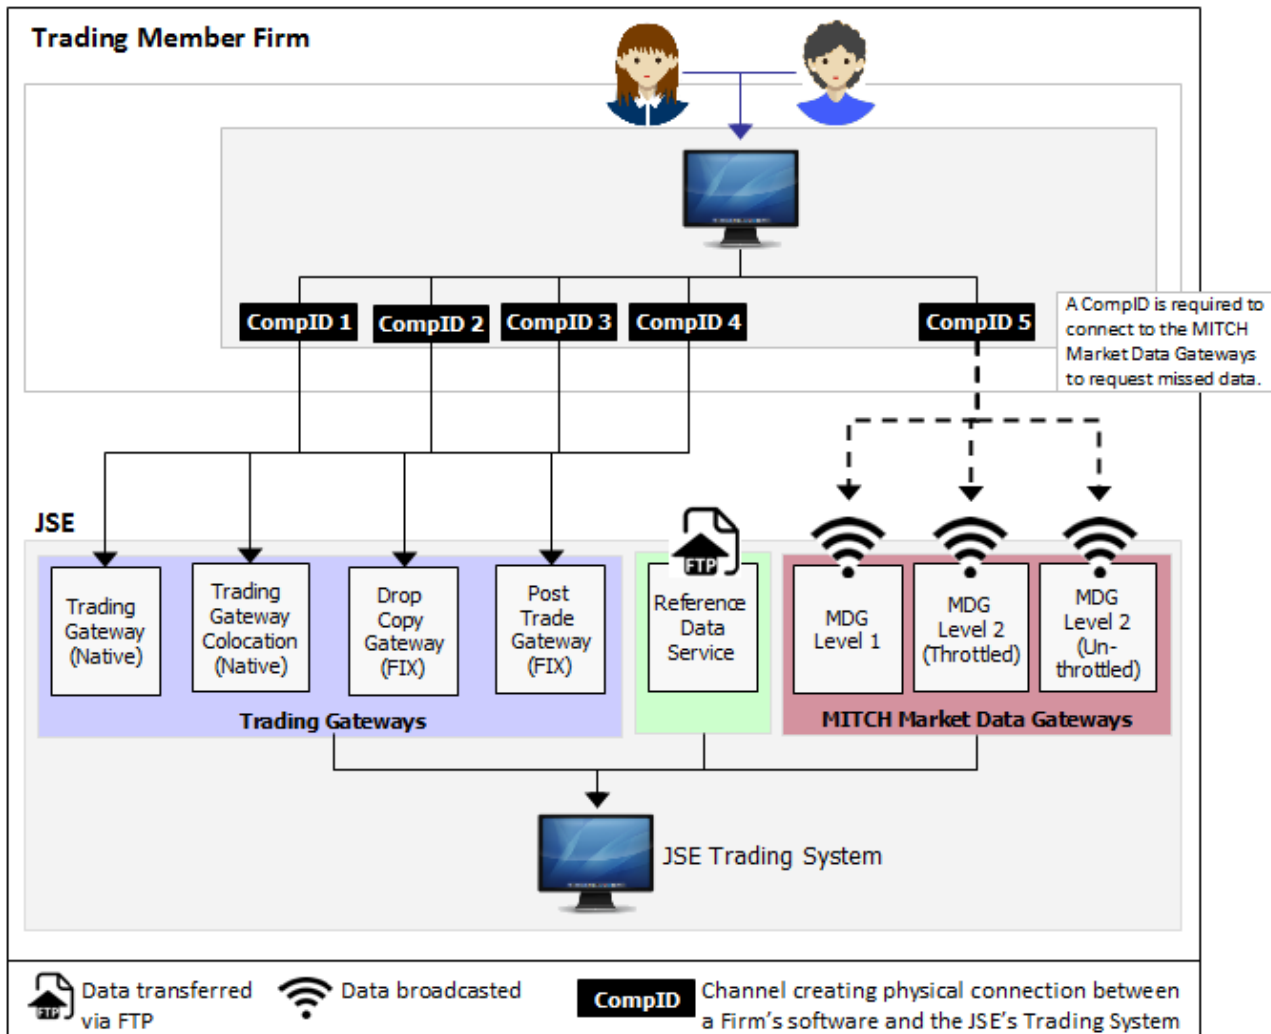 Trading Member Firm
CompID 1
CompID 2
CompID 3
CompID 4
CompID 5
A CompID is required to
connect to the MITCH
Market Data Gateways
to request missed data.
JSE
Trading
Gateway
(Native)
Trading
Gateway
Colocation
(Native)
Drop
Copy
Gateway
(FIX)
Post
Trade
Gateway
(FIX)
Trading Gateways
FTP
Reference
Data
Service
MDG
Level 1
MDG
Level 2
(Throttled)
MDG
Level 2
(Un-
throttled)
MITCH Market Data Gateways
JSE Trading System
FTP
Data transferred
via FTP
Data broadcasted
CompID
Channel creating physical connection between
a Firm's software and the JSE's Trading System